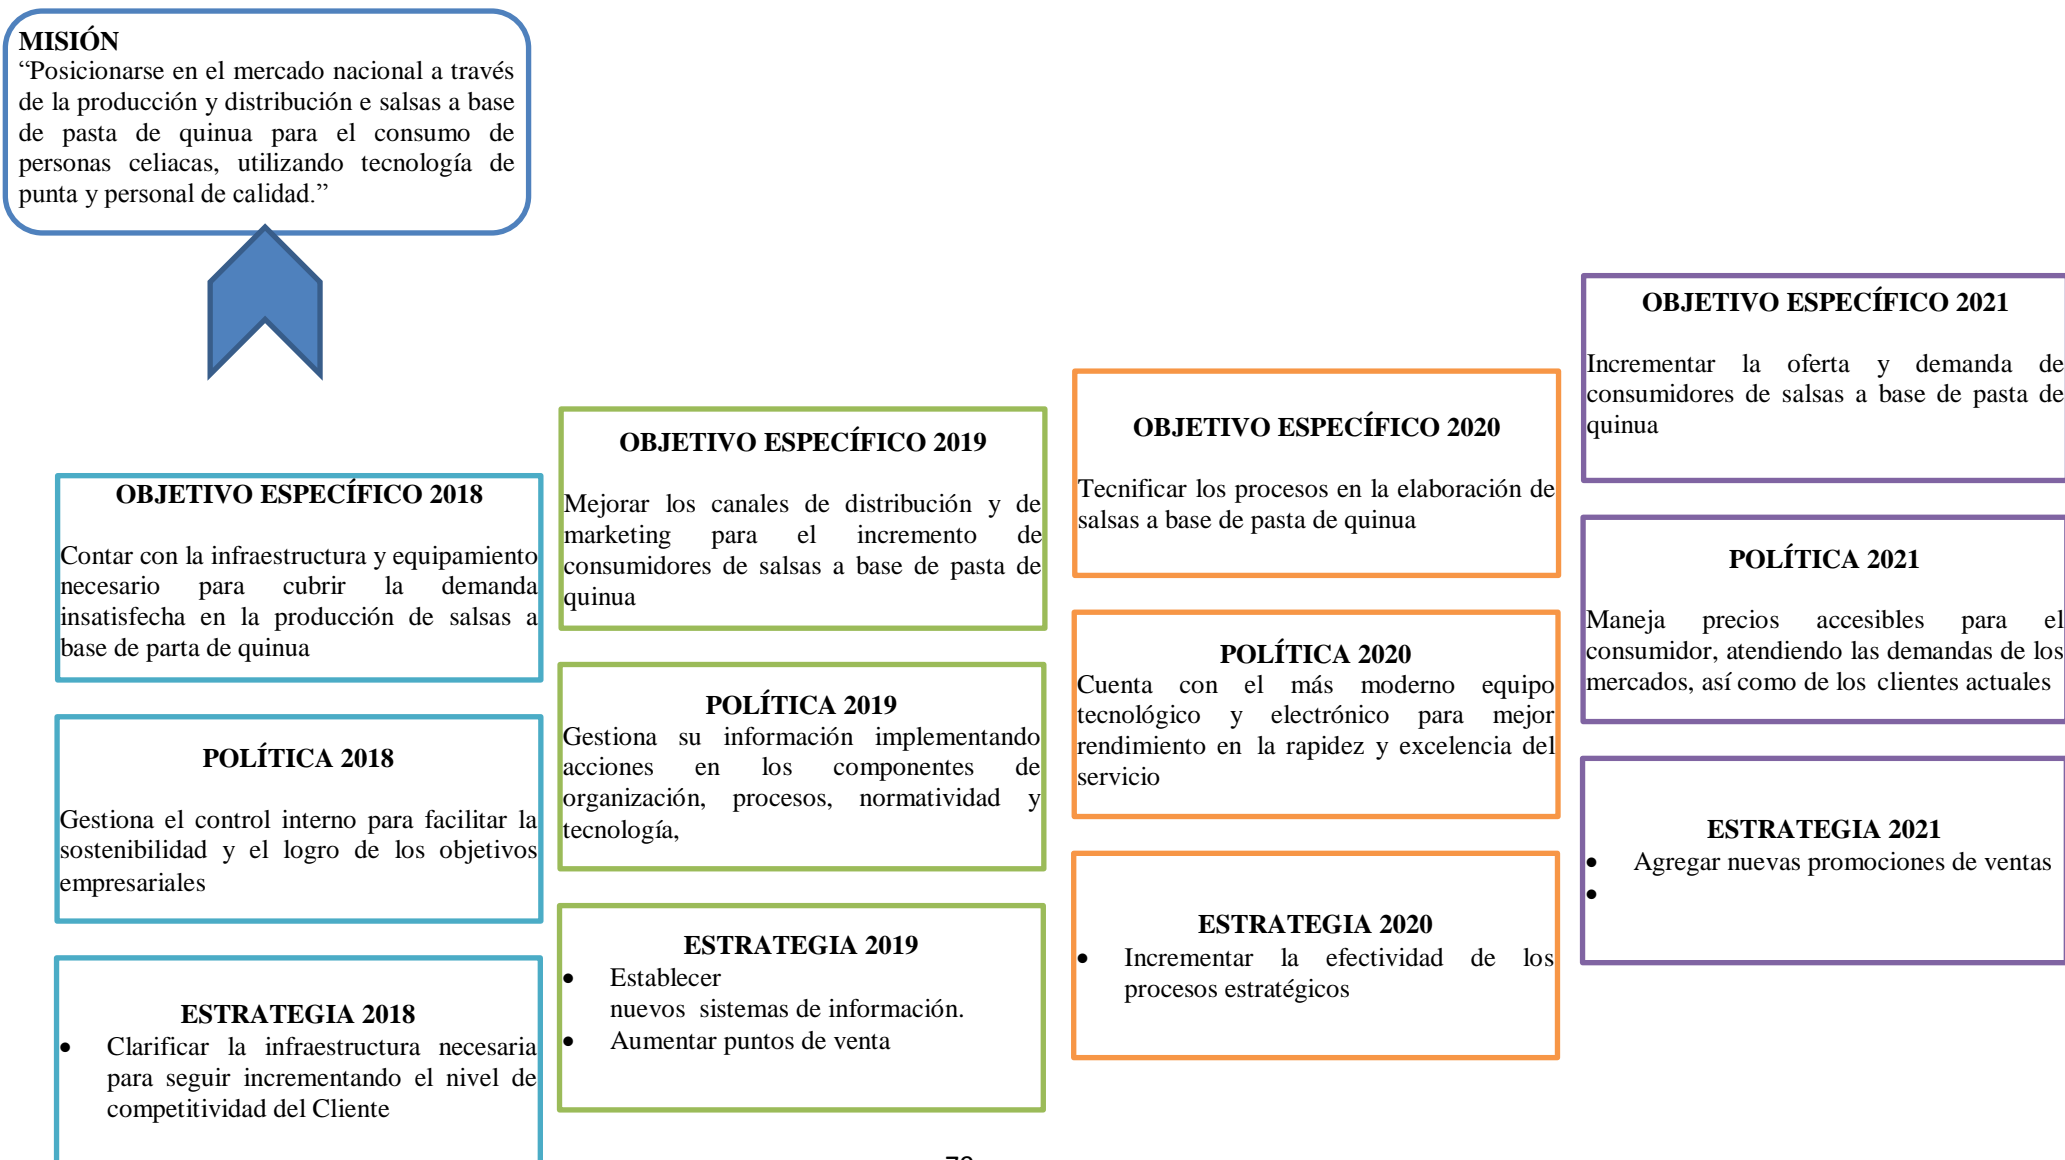 MISIÓN
“Posicionarse en el mercado nacional a través
de la producción y distribución e salsas a base
de pasta de quinua para el consumo de
personas celiacas, utilizando tecnología de
punta y personal de calidad.”
OBJETIVO ESPECÍFICO 2018
Contar con la infraestructura y equipamiento
necesario para cubrir la demanda
insatisfecha en la producción de salsas a
base de parta de quinua
POLÍTICA 2018
Gestiona el control interno para facilitar la
sostenibilidad y el logro de los objetivos
empresariales
ESTRATEGIA 2018
• Clarificar la infraestructura necesaria
para seguir incrementando el nivel de
competitividad del Cliente
OBJETIVO ESPECÍFICO 2019
Mejorar los canales de distribución y de
marketing para el incremento de
consumidores de salsas a base de pasta de
quinua
POLÍTICA 2019
Gestiona su información implementando
acciones en los componentes de
organización, procesos, normatividad y
tecnología,
ESTRATEGIA 2019
• Establecer
nuevos sistemas de información.
• Aumentar puntos de venta
OBJETIVO ESPECÍFICO 2020
Tecnificar los procesos en la elaboración de
salsas a base de pasta de quinua
POLÍTICA 2020
Cuenta con el más moderno equipo
tecnológico y electrónico para mejor
rendimiento en la rapidez y excelencia del
servicio
ESTRATEGIA 2020
• Incrementar la efectividad de los
procesos estratégicos
OBJETIVO ESPECÍFICO 2021
Incrementar la oferta y demanda de
consumidores de salsas a base de pasta de
quinua
POLÍTICA 2021
Maneja precios accesibles para el
consumidor, atendiendo las demandas de los
mercados, así como de los clientes actuales
ESTRATEGIA 2021
• Agregar nuevas promociones de ventas
•